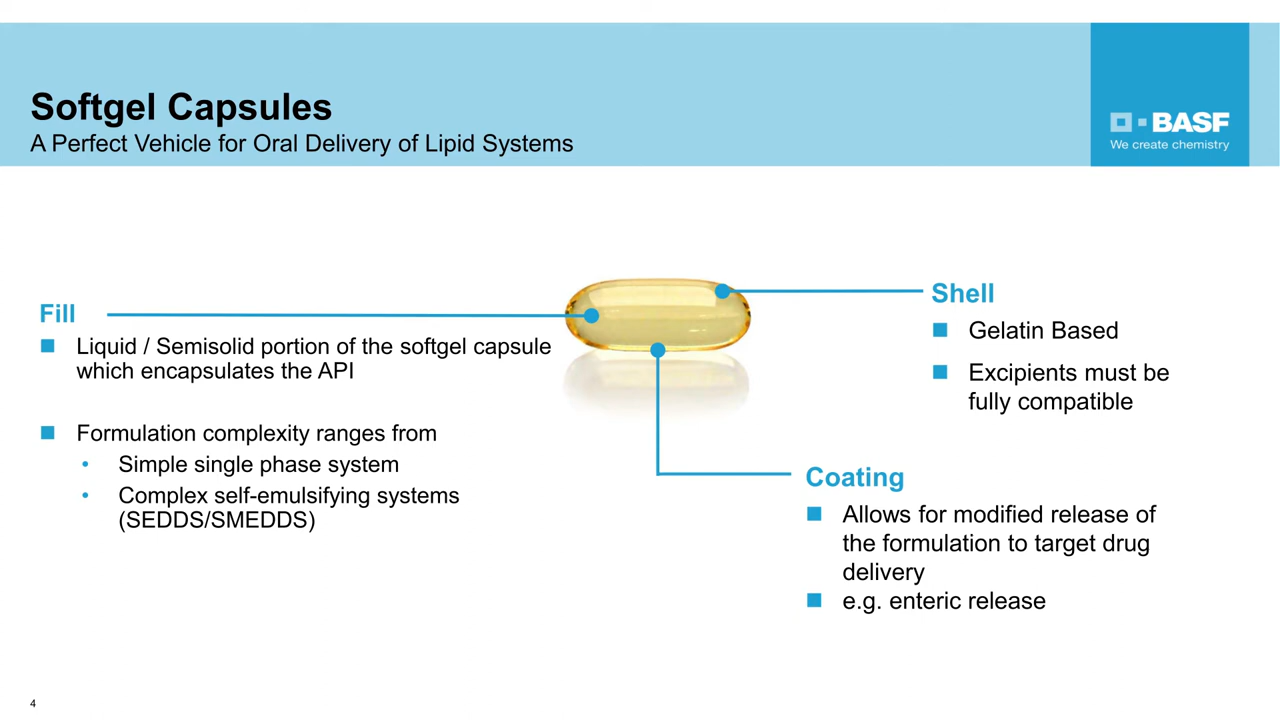 Softgel Capsules
A Perfect Vehicle for Oral Delivery of Lipid Systems
BASF
We create chemistry
Fill
Liquid / Semisolid portion of the softgel capsule
which encapsulates the API
Formulation complexity ranges from
Simple single phase system
Complex self-emulsifying systems
(SEDDS/SMEDDS)
Shell
Gelatin Based
Excipients must be
fully compatible
Coating
Allows for modified release of
the formulation to target drug
delivery
e.g. enteric release
4